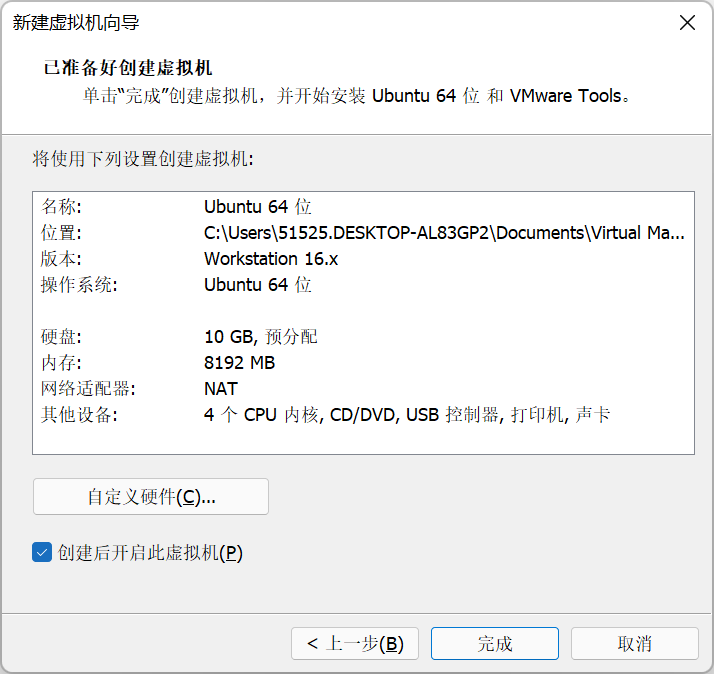 新建虚拟机向导
已准备好创建虚拟机
单击“完成”创建虚拟机，并开始安装 Ubuntu 64 位 和 VMware Tools。
将使用下列设置创建虚拟机:
名称: Ubuntu 64 位
位置: C:\Users\51525.DESKTOP-AL83GP2\Documents\Virtual Ma...
版本: Workstation 16.x
操作系统: Ubuntu 64 位
硬盘: 10 GB, 预分配
内存: 8192 MB
网络适配器: NAT
其他设备: 4 个 CPU 内核, CD/DVD, USB 控制器, 打印机, 声卡
自定义硬件(C)...
创建后开启此虚拟机(P)
< 上一步(B) 完成 取消